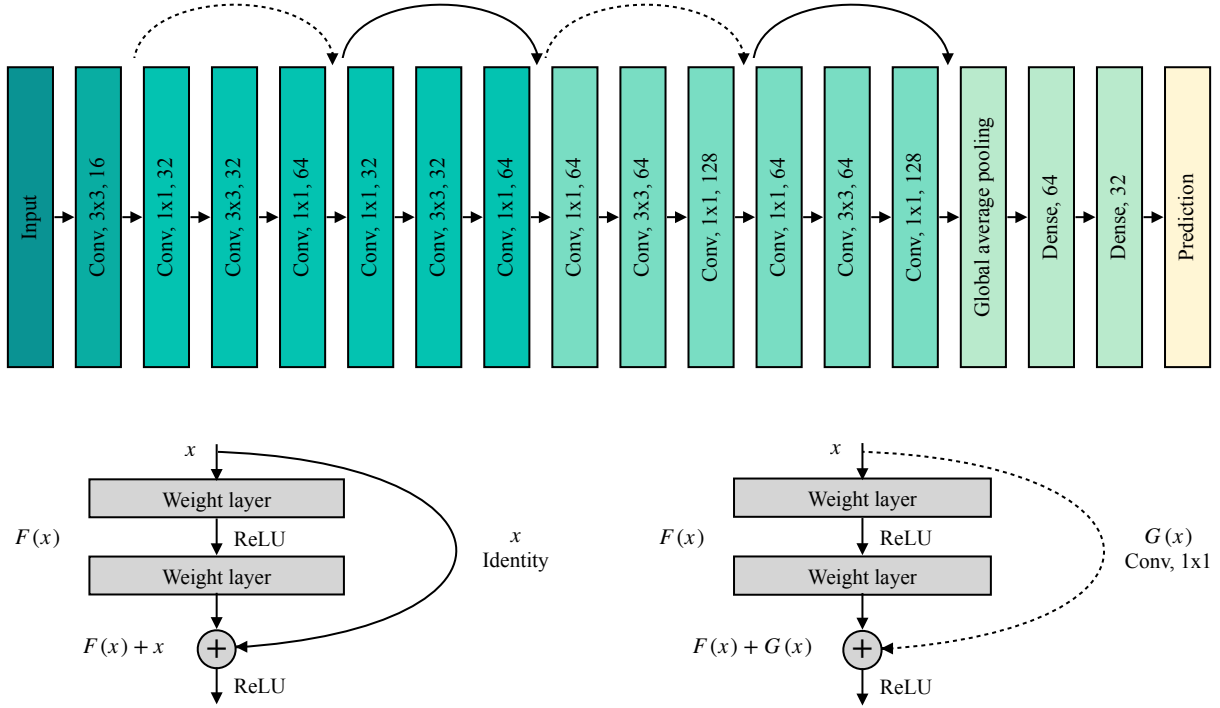 Input
Conv, 3x3, 16
Conv, 1x1, 32
Conv, 3x3, 32
Conv, 1x1, 64
Conv, 1x1, 32
Conv, 3x3, 32
Conv, 1x1, 64
Conv, 1x1, 64
Conv, 3x3, 64
Conv, 1x1, 128
Conv, 1x1, 64
Conv, 3x3, 64
Conv, 1x1, 128
Global average pooling
Dense, 64
Dense, 32
Prediction
x
Weight layer
F(x)
ReLU
x
Identity
Weight layer
F(x) + x
+
ReLU
x
Weight layer
F(x)
ReLU
G(x)
Conv, 1x1
Weight layer
F(x) + G(x)
+
ReLU